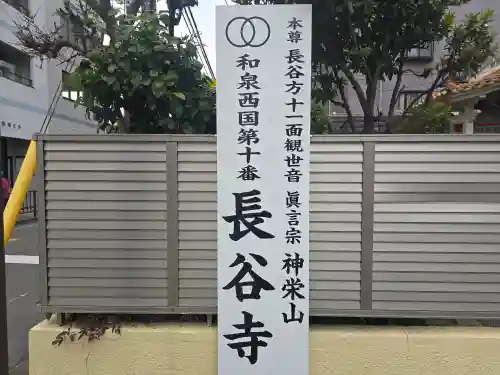 本尊 長谷方十一面観世音 眞言宗 神栄山
和泉西国第十番 長谷寺